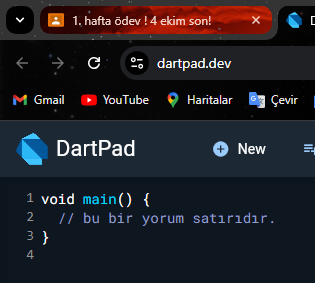 1. hafta ödev ! 4 ekim son!
dartpad.dev
Gmail YouTube Haritalar Çevir
DartPad New
1 void main() {
2 // bu bir yorum satırıdır.
3 }
4